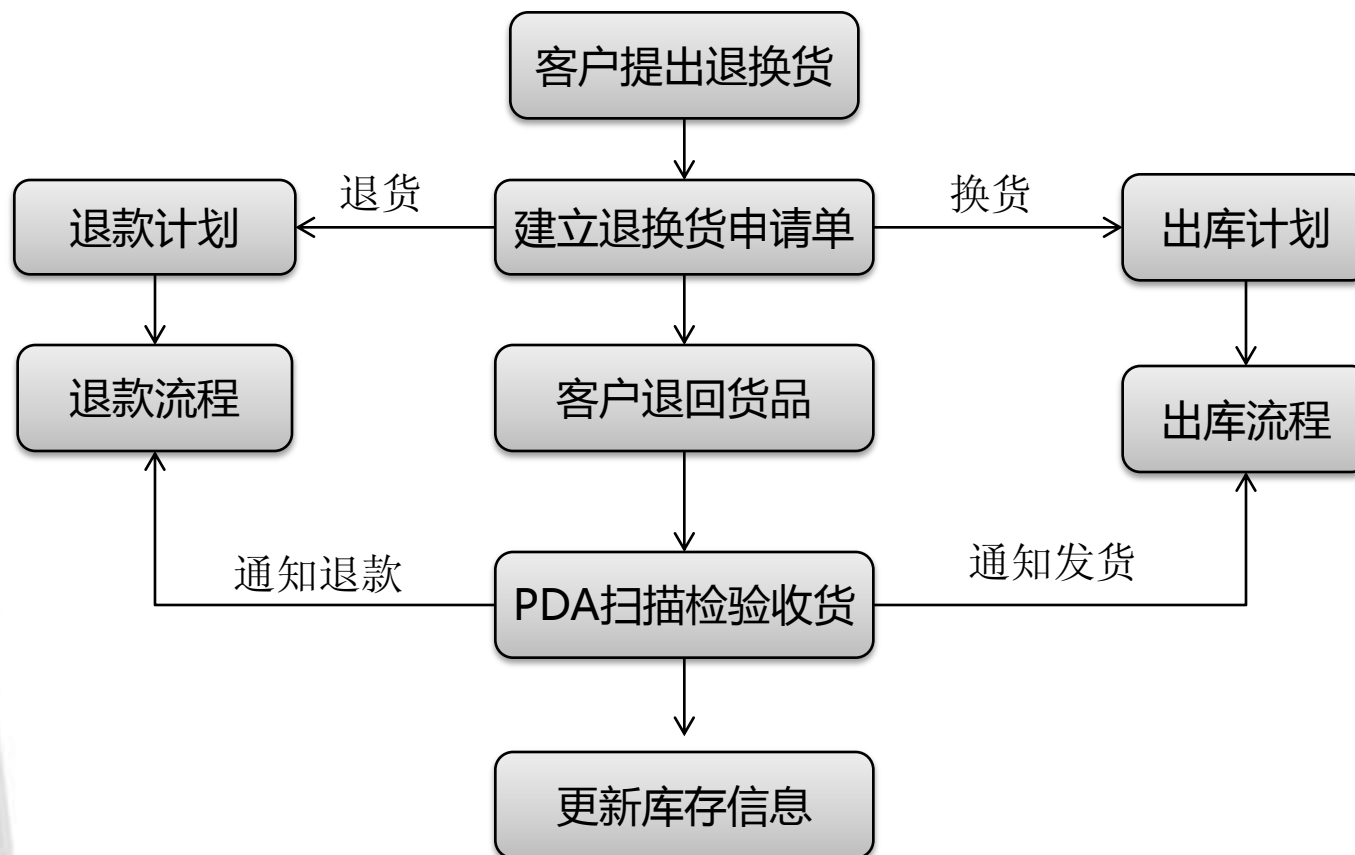 客户提出退换货
退货
换货
退款计划
建立退换货申请单
出库计划
退款流程
客户退回货品
出库流程
通知退款
通知发货
PDA扫描检验收货
更新库存信息